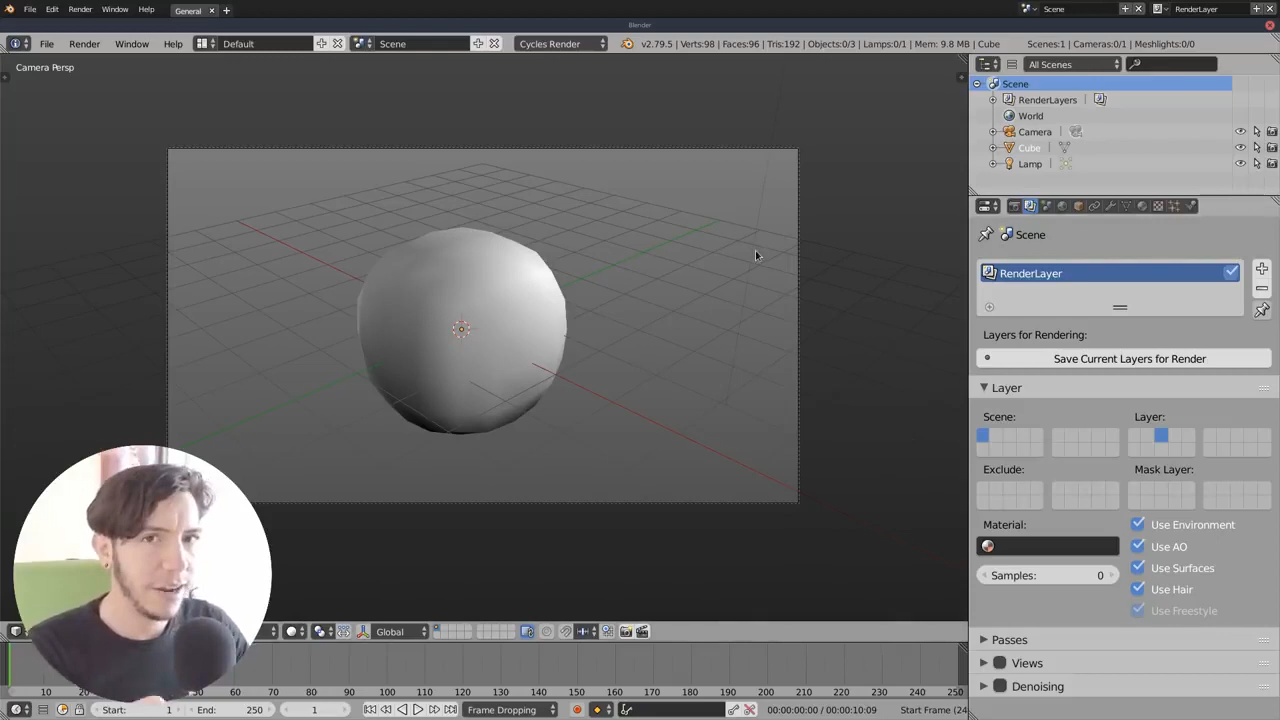 File Edit Render Window Help General Scene RenderLayer
Blender
File Render Window Help Default Scene Cycles Render v2.79.5 | Verts:98 | Faces:96 | Tris:192 | Objects:0/3 | Lamps:0/1 | Mem: 9.8 MB | Cube Scenes:1 | Cameras:0/1 | Meshlights:0/0
Camera Persp
All Scenes
Scene
RenderLayers |
World
Camera
Cube
Lamp
Scene
RenderLayer
Layers for Rendering:
Save Current Layers for Render
Layer
Scene: Layer:
Exclude: Mask Layer:
Material: Use Environment
Use AO
Samples: 0 Use Surfaces
Use Hair
Use Freestyle
Global
Passes
Views
Denoising
10 20 50 60 70 80 90 100 110 120 130 140 150 160 170 180 190 200 210 220 230 240 250
Start: 1 End: 250 1 Frame Dropping 00:00:00:00 / 00:00:10:09 Start Frame (24